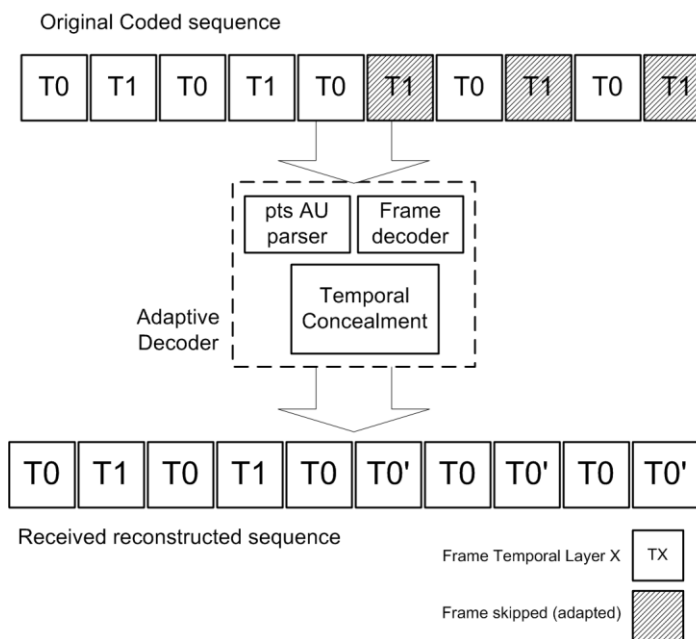 Original Coded sequence
T0 T1 T0 T1 T0 T1 T0 T1 T0 T1
pts AU
parser
Frame
decoder
Temporal
Concealment
Adaptive
Decoder
T0 T1 T0 T1 T0 T0' T0 T0' T0 T0'
Received reconstructed sequence
Frame Temporal Layer X
TX
Frame skipped (adapted)